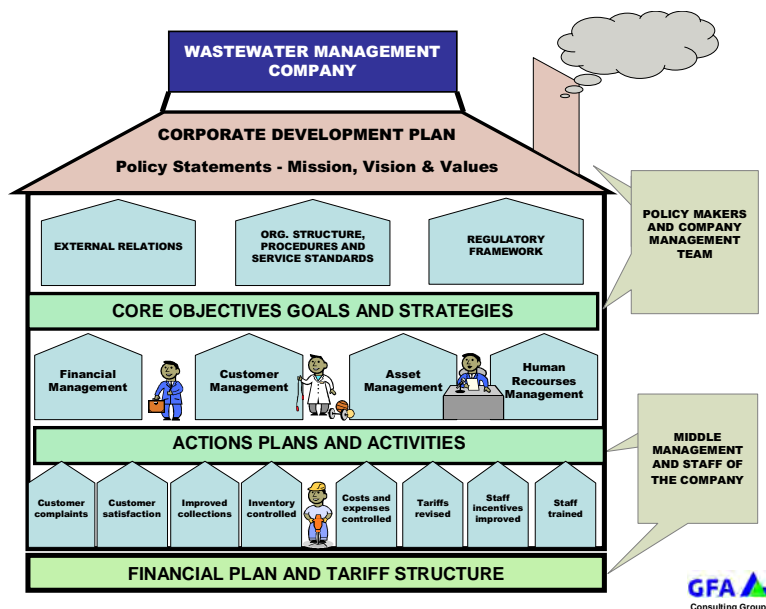 WASTEWATER MANAGEMENT
COMPANY
CORPORATE DEVELOPMENT PLAN
Policy Statements - Mission, Vision & Values
EXTERNAL RELATIONS
ORG. STRUCTURE,
PROCEDURES AND
SERVICE STANDARDS
REGULATORY
FRAMEWORK
POLICY MAKERS
AND COMPANY
MANAGEMENT
TEAM
CORE OBJECTIVES GOALS AND STRATEGIES
Financial
Management
Customer
Management
Asset
Management
Human
Recourses
Management
ACTIONS PLANS AND ACTIVITIES
MIDDLE
MANAGEMENT
AND STAFF OF
THE COMPANY
Customer
complaints
Customer
satisfaction
Improved
collections
Inventory
controlled
Costs and
expenses
controlled
Tariffs
revised
Staff
incentives
improved
Staff
trained
FINANCIAL PLAN AND TARIFF STRUCTURE
GFA
Consulting Group